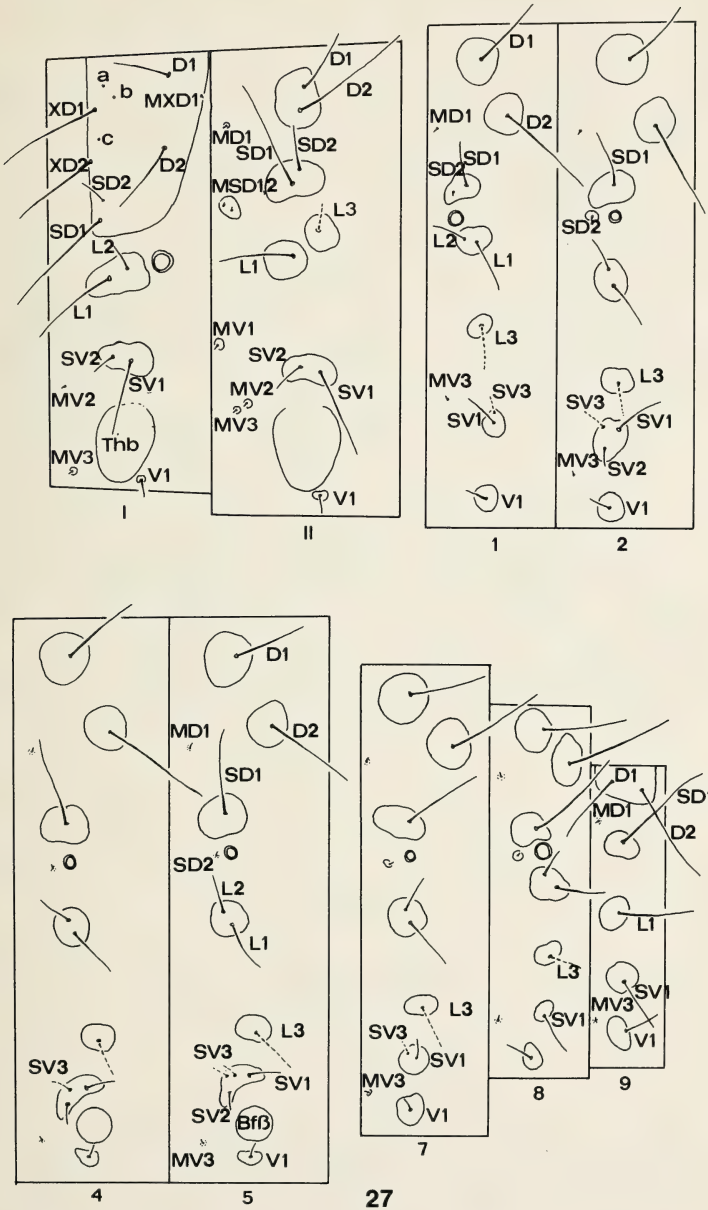 a
D1
b
MXD1
XD1
c
XD2
SD2
D2
SD1
L2
L1
SV2
SV1
MV2
Thb
MV3
V1
I
D1
D2
MD1
SD1
SD2
MSD1/2
L3
L1
MV1
SV2
MV2
SV1
MV3
V1
II
D1
MD1
D2
SD1
SD2
L2
L1
L3
MV3
SV3
SV1
V1
1
SD1
SD2
L3
SV3
SV1
MV3
SV2
V1
2
SV3
4
D1
MD1
D2
SD1
SD2
L2
L1
L3
SV3
SV1
SV2
Bfß
MV3
V1
5
L3
SV3
SV1
MV3
V1
7
L3
SV1
8
D1
SD1
MD1
D2
L1
SV1
MV3
V1
9
27